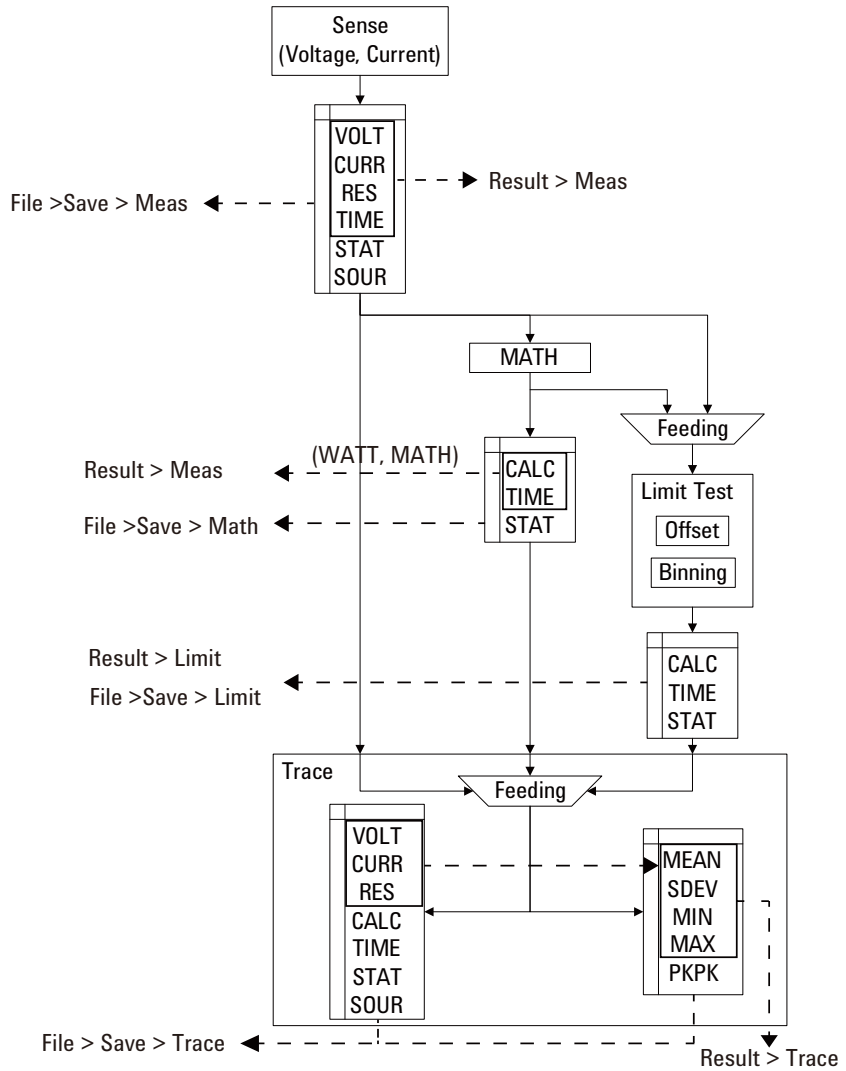 Sense
(Voltage, Current)
VOLT
CURR
RES
TIME
STAT
SOUR
File >Save > Meas
Result > Meas
MATH
Feeding
(WATT, MATH)
Result > Meas
File >Save > Math
CALC
TIME
STAT
Limit Test
Offset
Binning
Result > Limit
File >Save > Limit
CALC
TIME
STAT
Trace
Feeding
VOLT
CURR
RES
CALC
TIME
STAT
SOUR
MEAN
SDEV
MIN
MAX
PKPK
File > Save > Trace
Result > Trace